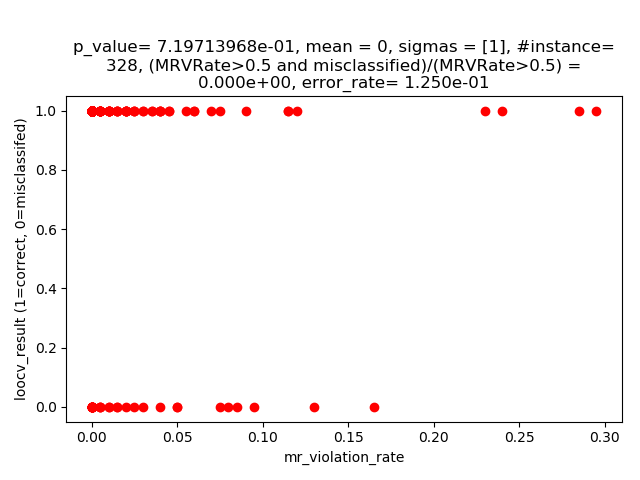 p_value= 7.19713968e-01, mean = 0, sigmas = [1], #instance=
328, (MRVRate>0.5 and misclassified)/(MRVRate>0.5) =
0.000e+00, error_rate= 1.250e-01
loocv_result (1=correct, 0=misclassifed)
1.0
0.8
0.6
0.4
0.2
0.0
0.00 0.05 0.10 0.15 0.20 0.25 0.30
mr_violation_rate